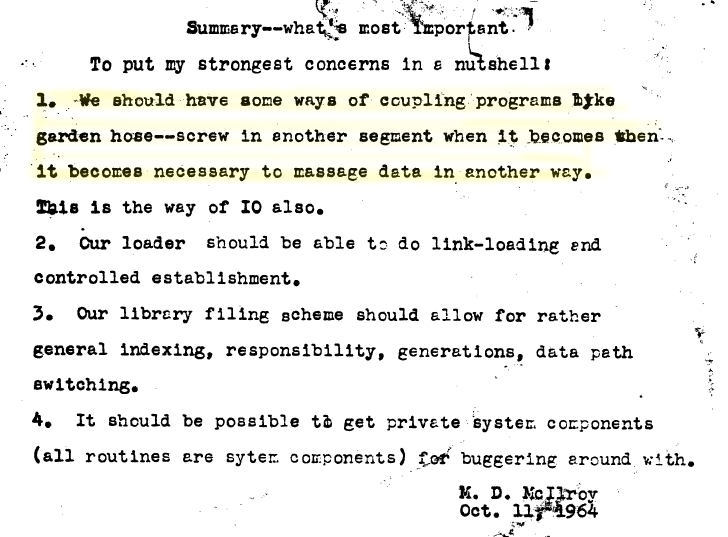 Summary--what's most important.
To put my strongest concerns in a nutshell:
1. We should have some ways of coupling programs like
garden hose--screw in another segment when it becomes when
it becomes necessary to massage data in another way.
This is the way of IO also.
2. Our loader should be able to do link-loading and
controlled establishment.
3. Our library filing scheme should allow for rather
general indexing, responsibility, generations, data path
switching.
4. It should be possible to get private system components
(all routines are sytem components) for buggering around with.
M. D. McIlroy
Oct. 11, 1964